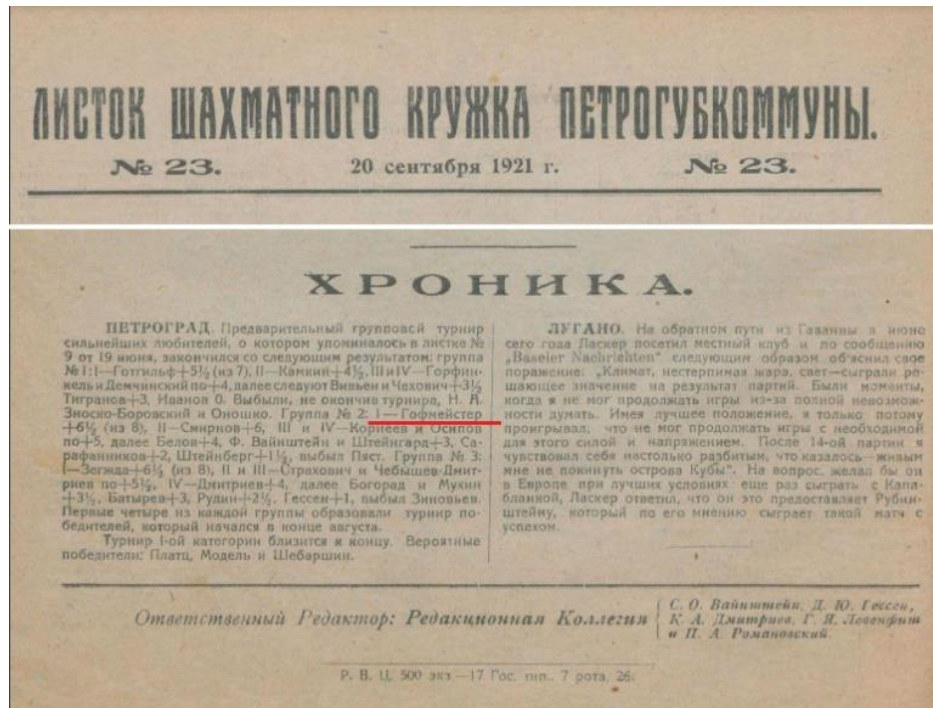 ЛИСТОК ШАХМАТНОГО КРУЖКА ПЕТРОГУБКОММУНЫ.
№ 23. 20 сентября 1921 г. № 23.
ХРОНИКА.
ПЕТРОГРАД. Предварительный групповой турнир
сильнейших любителей, о котором упоминалось в листке №
9 от 19 июня, закончился со следующим результатом: группа
№ 1: I—Готгильф+5½ (из 7). II—Камкин+4½, III и IV—Горфин-
кель и Демчинский по+4, далее следуют Вивьен и Чехович+3½
Тигранов+3, Иванов 0. Выбыли, не окончив турнира, Н. А.
Зноско-Боровский и Оношко. Группа № 2: I—Гофмейстер
+6½ (из 8), II—Смирнов+6, III и IV—Корнеев и Осипов
по+5, далее Белов+4, Ф. Вайнштейн и Штейнгард+3, Са-
рафанников+2, Штейнберг+1½, выбыл Пяст. Группа № 3:
I—Зегжда+6½ (из 8), II и III—Страхович и Чебышев-Дмит-
риев по+5½, IV—Дмитриев+4, далее Богорад и Мухин
+3½, Батырев+3, Рудин+2½, Гессен+1, выбыл Зиновьев.
Первые четыре из каждой группы образовали турнир по-
бедителей, который начался в конце августа.
Турнир I-ой категории близится к концу. Вероятные
победители: Платц, Модель и Шебаршин.
ЛУГАНО. На обратном пути из Гаванны в июне
сего года Ласкер посетил местный клуб и по сообщению
„Baseler Nachrichten" следующим образом об'яснил свое
поражение: „Климат, нестерпимая жара, свет—сыграли ре-
шающее значение на результат партий. Были моменты,
когда я не мог продолжать игры из-за полной невозмож-
ности думать. Имея лучшее положение, я только потому
проигрывал, что не мог продолжать игры с необходимой
для этого силой и напряжением. После 14-ой партии я
чувствовал себя настолько разбитым, что казалось—живым
мне не покинуть острова Кубы". На вопрос, желал бы он
в Европе при лучших условиях еще раз сыграть с Капа-
бланкой, Ласкер ответил, что он это предоставляет Рубин-
штейну, который по его мнению сыграет такой матч с
успехом.
Ответственный Редактор: Редакционная Коллегия
С. О. Вайнштейн, Д. Ю. Гессен,
К. А. Дмитриев, Г. Я. Левенфиш
и П. А. Романовский.
Р. В. Ц. 500 экз.—17 Гос. тип.. 7 рота, 26.